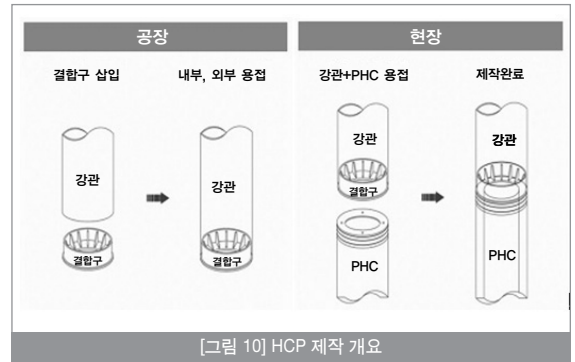 공장
현장
결합구 삽입
내부, 외부 용접
강관+PHC 용접
제작완료
강관
결합구
강관
결합구
강관
결합구
PHC
강관
PHC
[그림 10] HCP 제작 개요